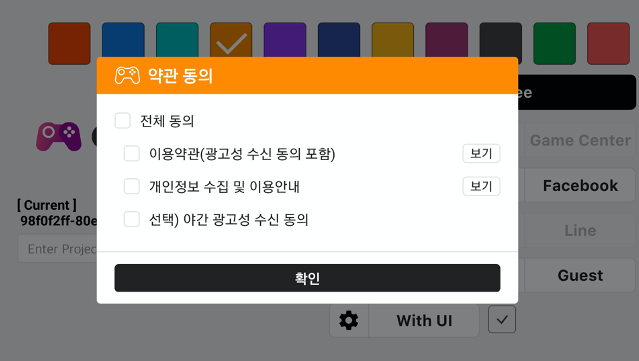 약관 동의
전체 동의
이용약관(광고성 수신 동의 포함)
보기
개인정보 수집 및 이용안내
보기
선택) 야간 광고성 수신 동의
확인
Game Center
[ Current ]
98f0f2ff-80e
Facebook
Enter Projec
Line
Guest
With UI